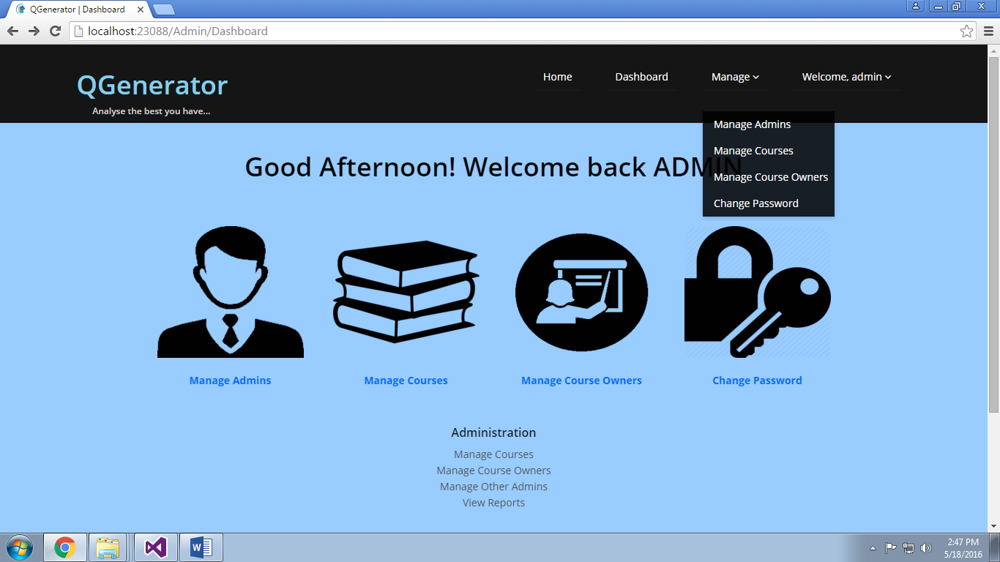 QGenerator | Dashboard
localhost:23088/Admin/Dashboard
QGenerator
Analyse the best you have...
Home Dashboard Manage Welcome, admin
Manage Admins
Manage Courses
Manage Course Owners
Change Password
Good Afternoon! Welcome back ADMIN
Manage Admins Manage Courses Manage Course Owners Change Password
Administration
Manage Courses
Manage Course Owners
Manage Other Admins
View Reports
2:47 PM
5/18/2016